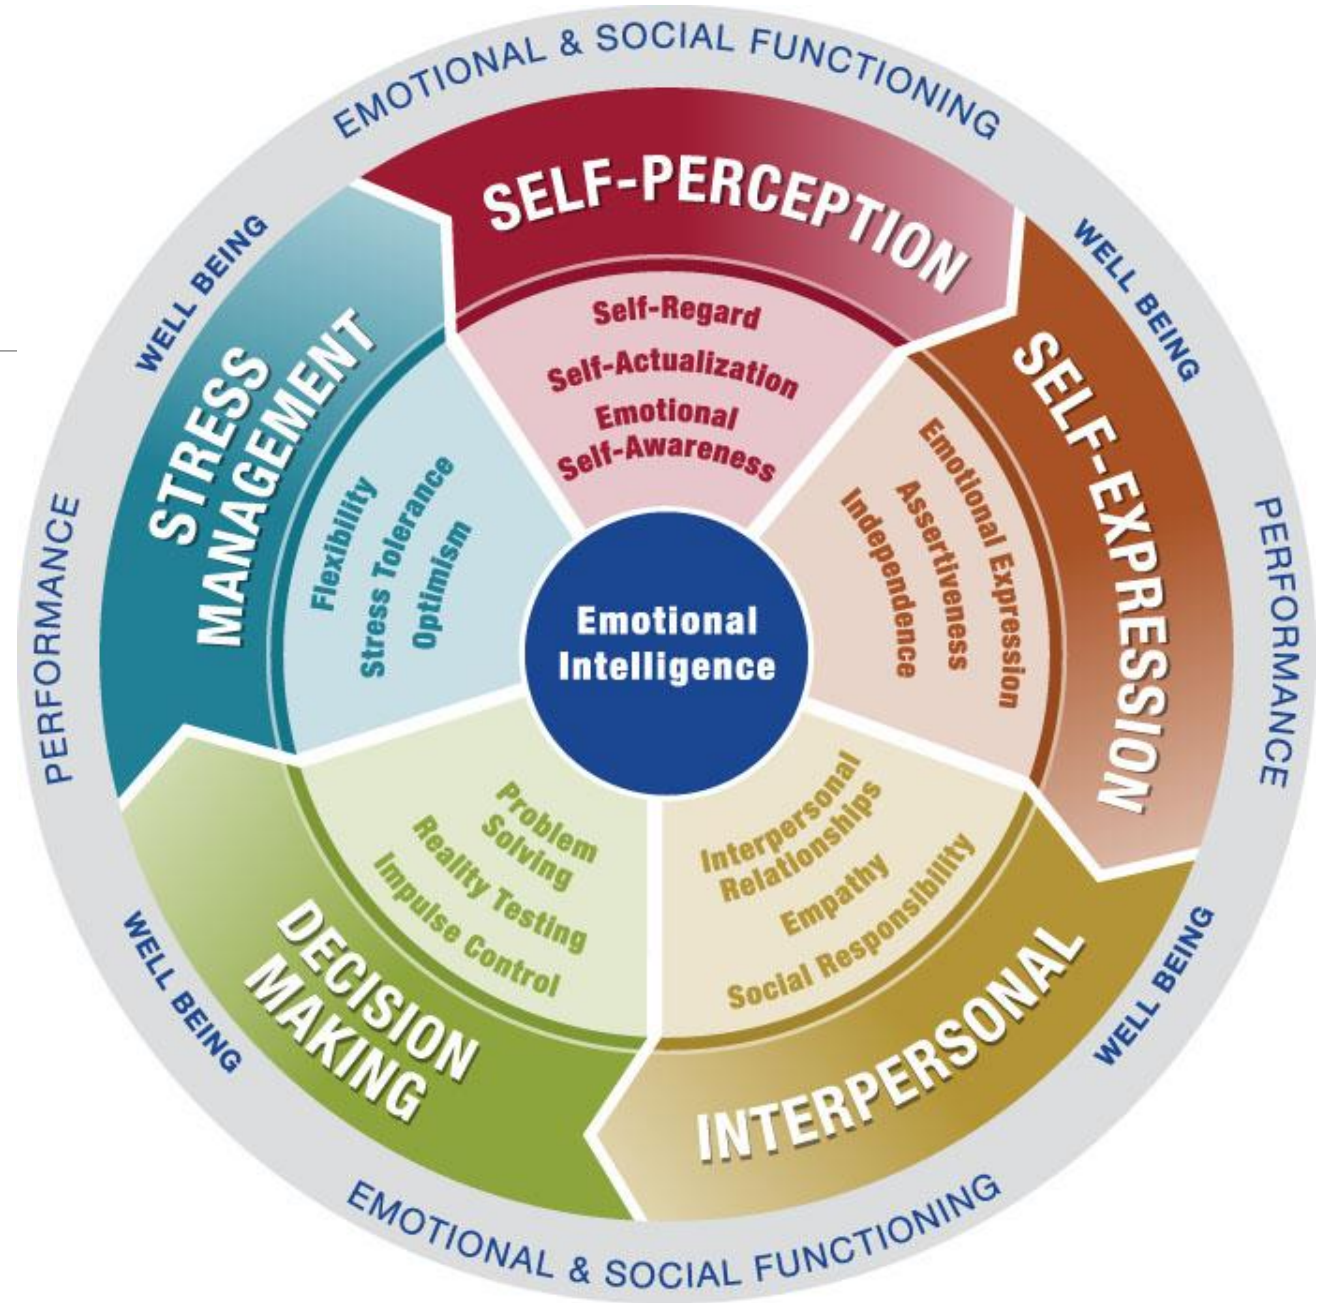 EMOTIONAL & SOCIAL FUNCTIONING
WELL BEING
WELL BEING
PERFORMANCE
PERFORMANCE
WELL BEING
WELL BEING
EMOTIONAL & SOCIAL FUNCTIONING
SELF-PERCEPTION
Self-Regard
Self-Actualization
Emotional
Self-Awareness
SELF-EXPRESSION
Emotional Expression
Assertiveness
Independence
INTERPERSONAL
Interpersonal
Relationships
Empathy
Social Responsibility
DECISION
MAKING
Problem
Solving
Reality Testing
Impulse Control
STRESS
MANAGEMENT
Flexibility
Stress Tolerance
Optimism
Emotional
Intelligence